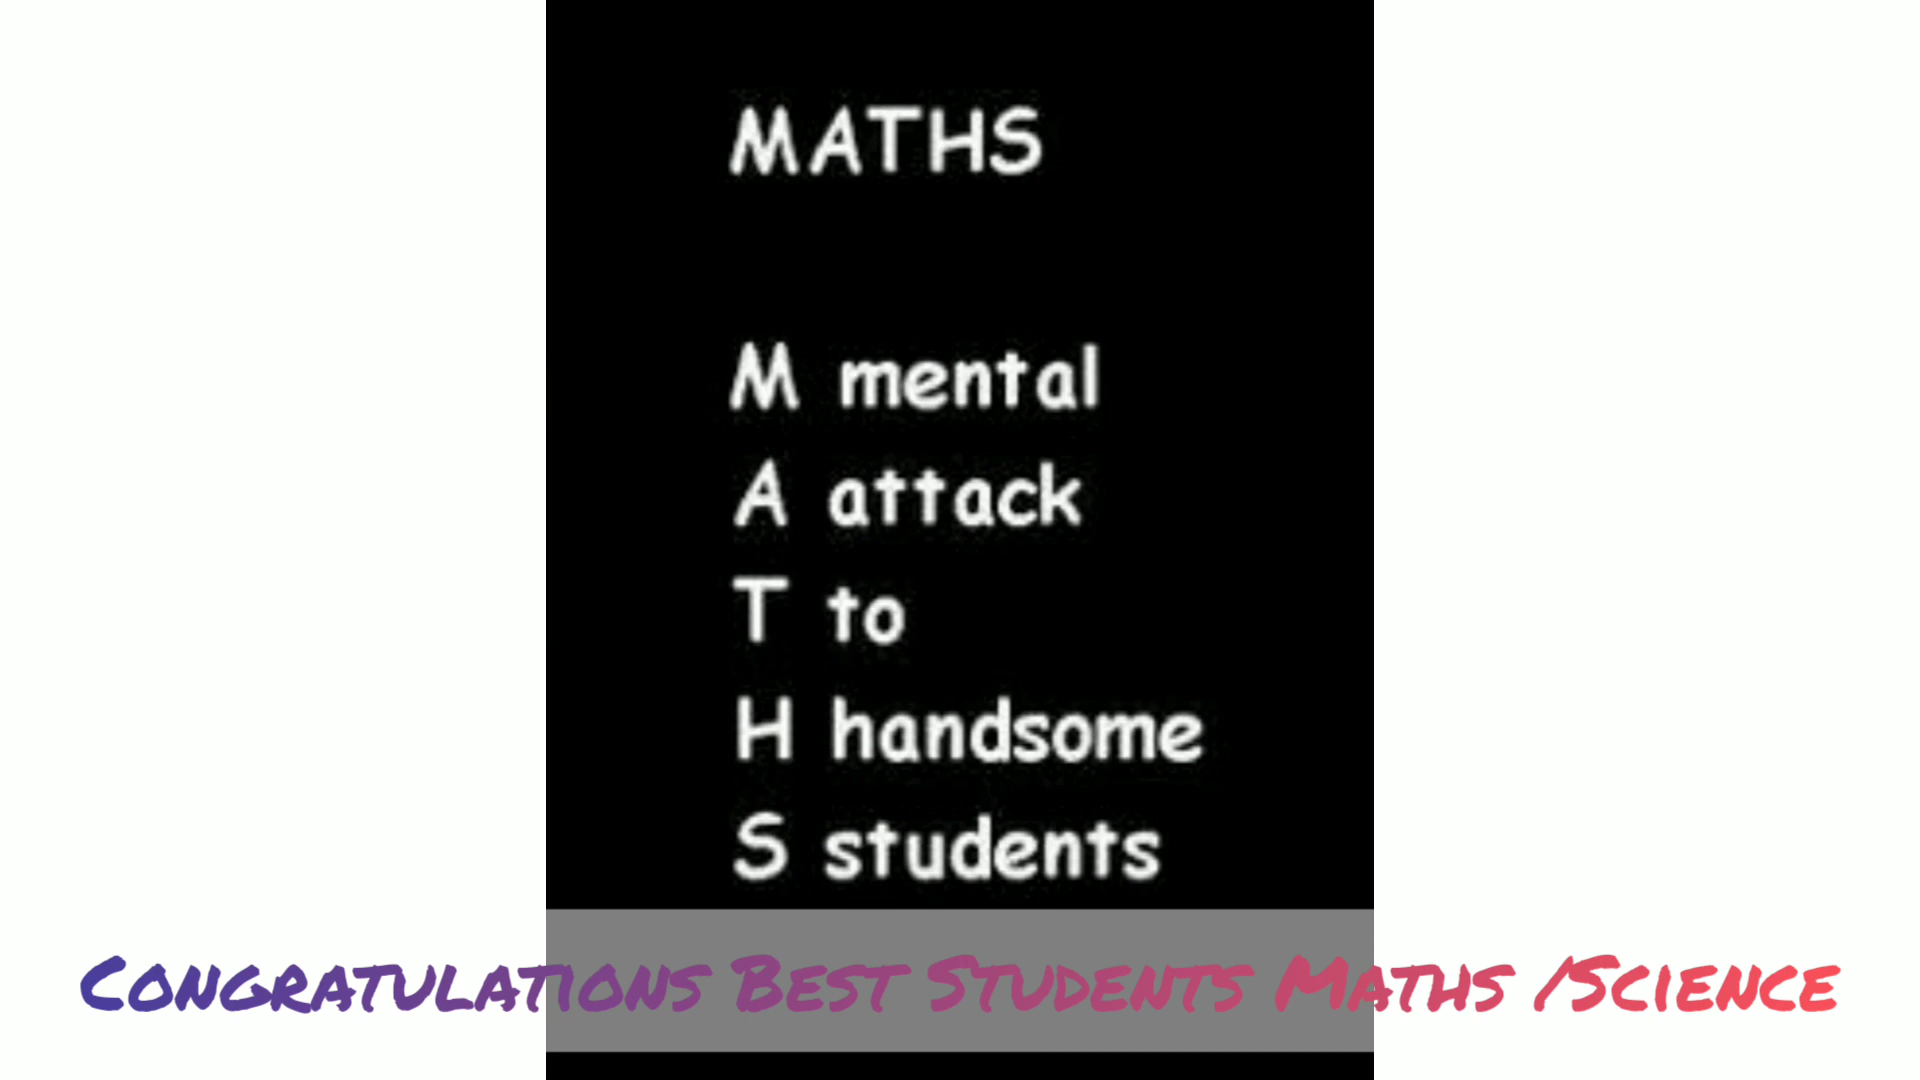 MATHS
M mental
A attack
T to
H handsome
S students
Congratulations Best Students Maths /Science